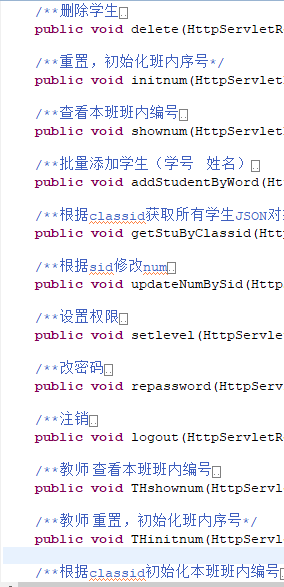 /**删除学生
public void delete(HttpServletR
/**重置，初始化班内序号*/
public void initnum(HttpServlet
/**查看本班班内编号
public void shownum(HttpServlet
/**批量添加学生（学号 姓名）
public void addStudentByWord(Ht
/**根据classid获取所有学生JSON对
public void getStuByClassid(Htt
/**根据sid修改num
public void updateNumBySid(Http
/**设置权限
public void setlevel(HttpServle
/**改密码
public void repassword(HttpServ
/**注销
public void logout(HttpServletR
/**教师 查看本班班内编号
public void THshownum(HttpServl
/**教师 重置，初始化班内序号*/
public void THinitnum(HttpServl
/**根据classid初始化本班班内编号